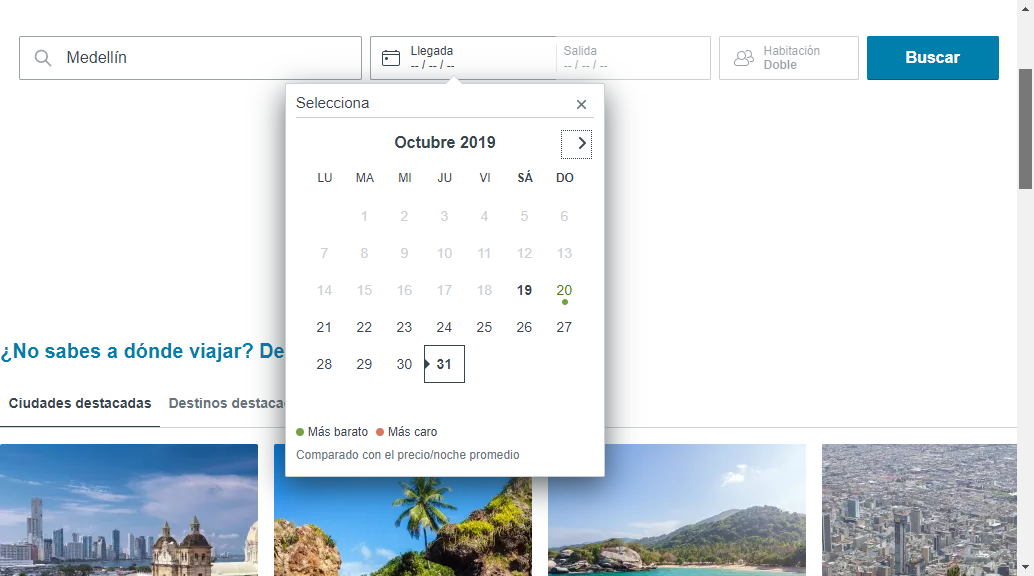 Medellín
Llegada
-- / -- / --
Salida
-- / -- / --
Habitación
Doble
Buscar
Selecciona
Octubre 2019
LU MA MI JU VI SÁ DO
1 2 3 4 5 6
7 8 9 10 11 12 13
14 15 16 17 18 19 20
21 22 23 24 25 26 27
28 29 30 31
Más barato Más caro
Comparado con el precio/noche promedio
¿No sabes a dónde viajar? De
Ciudades destacadas Destinos destaca